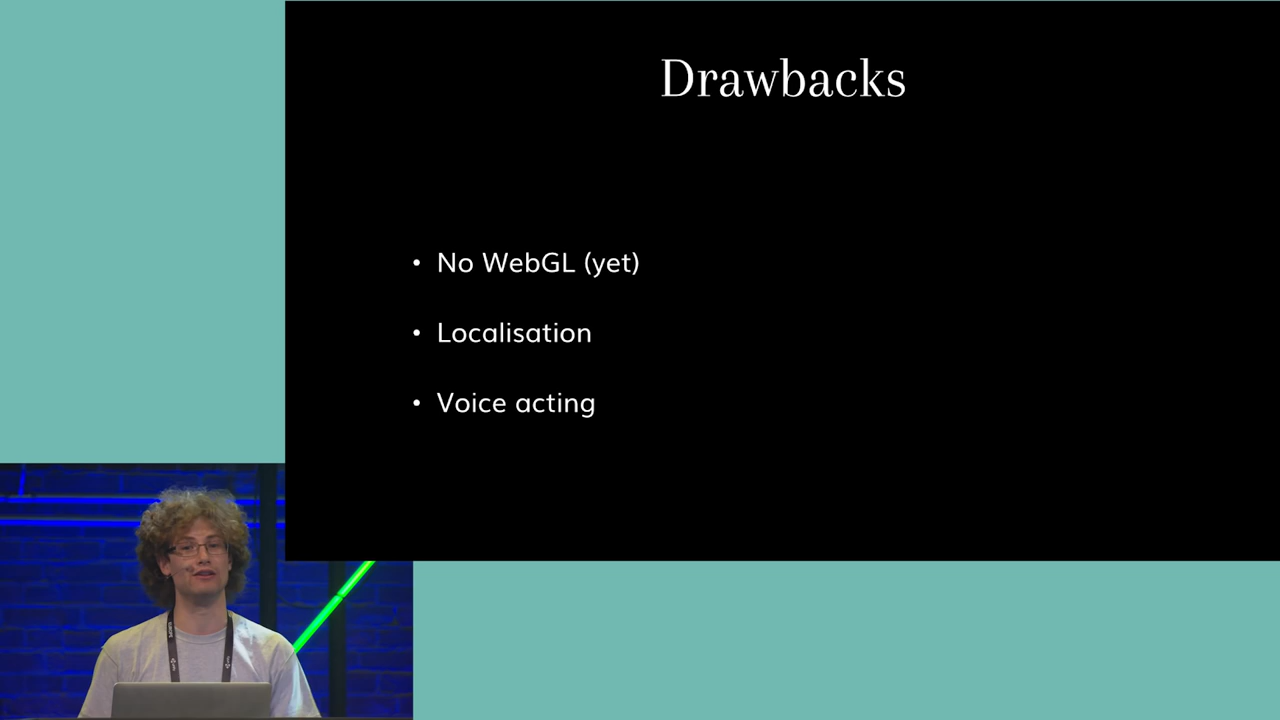 Drawbacks
• No WebGL (yet)
• Localisation
• Voice acting